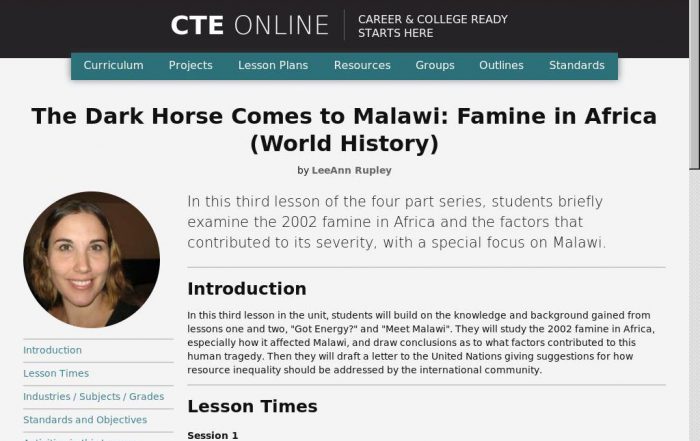 CTE ONLINE
CAREER & COLLEGE READY
STARTS HERE
Curriculum Projects Lesson Plans Resources Groups Outlines Standards
The Dark Horse Comes to Malawi: Famine in Africa
(World History)
by LeeAnn Rupley
In this third lesson of the four part series, students briefly
examine the 2002 famine in Africa and the factors that
contributed to its severity, with a special focus on Malawi.
Introduction
In this third lesson in the unit, students will build on the knowledge and background gained from
lessons one and two, "Got Energy?" and "Meet Malawi". They will study the 2002 famine in Africa,
especially how it affected Malawi, and draw conclusions as to what factors contributed to this
human tragedy. Then they will draft a letter to the United Nations giving suggestions for how
resource inequality should be addressed by the international community.
Introduction
Lesson Times
Industries / Subjects / Grades
Standards and Objectives
Lesson Times
Session 1